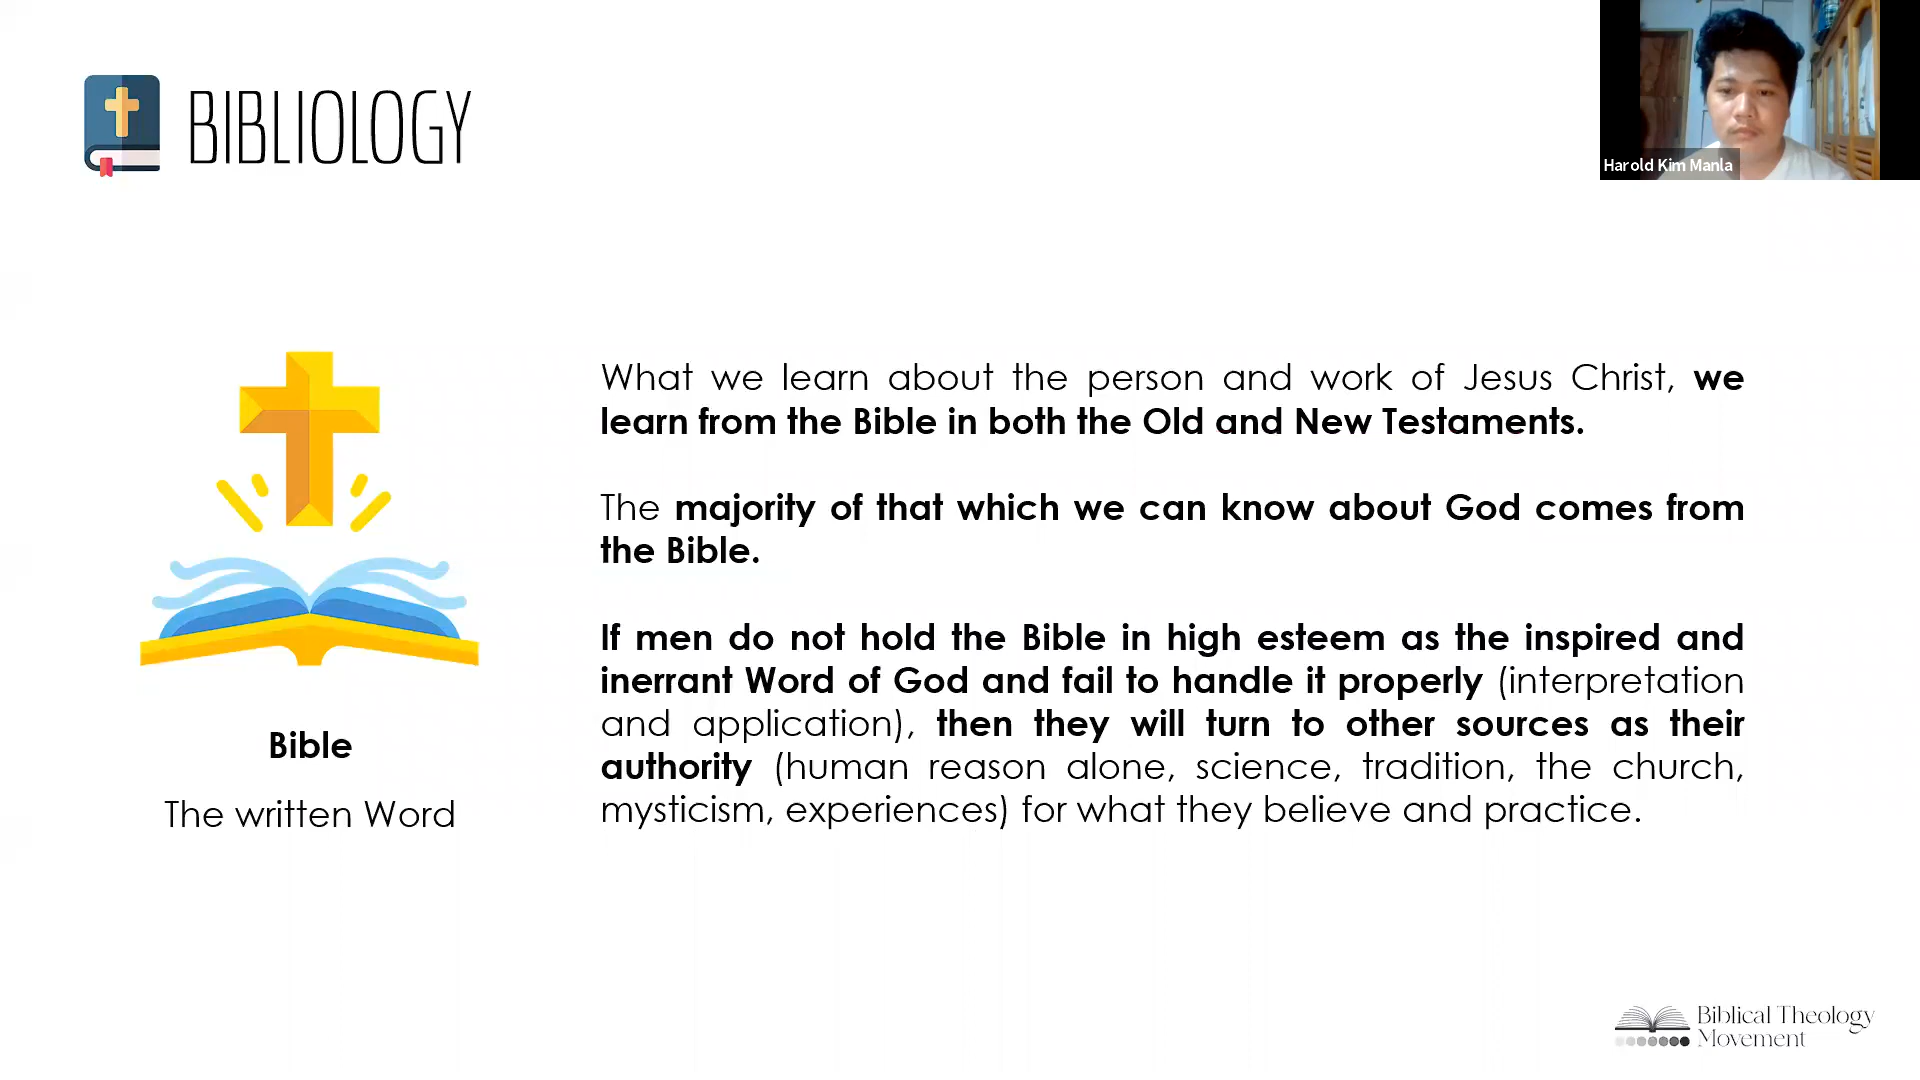 BIBLIOLOGY
Harold Kim Manla
What we learn about the person and work of Jesus Christ, we
learn from the Bible in both the Old and New Testaments.
The majority of that which we can know about God comes from
the Bible.
If men do not hold the Bible in high esteem as the inspired and
inerrant Word of God and fail to handle it properly (interpretation
and application), then they will turn to other sources as their
authority (human reason alone, science, tradition, the church,
mysticism, experiences) for what they believe and practice.
Bible
The written Word
Biblical Theology
Movement